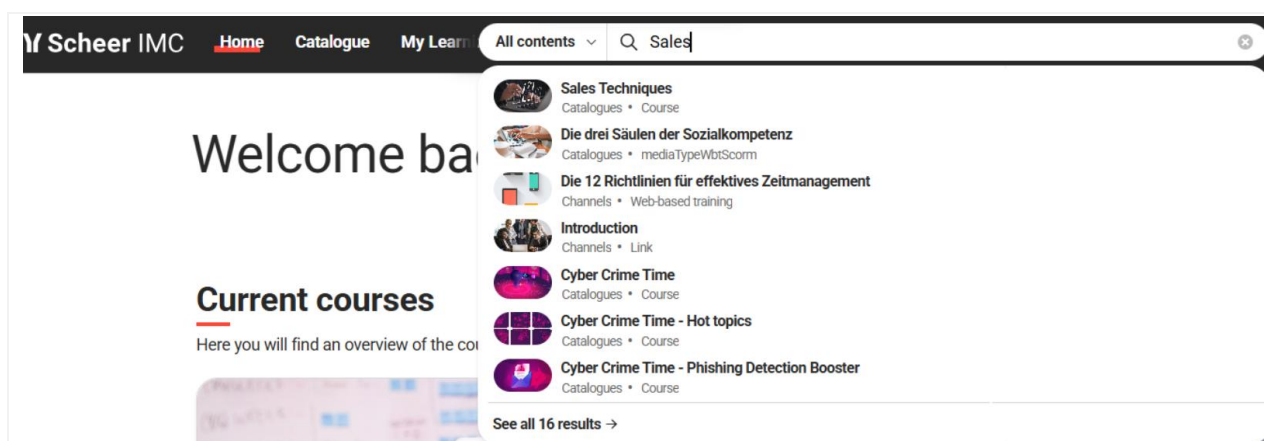 Scheer IMC Home Catalogue My Learn All contents Sales
Sales Techniques
Catalogues • Course
Welcome ba
Die drei Säulen der Sozialkompetenz
Catalogues • mediaTypeWbtScorm
Die 12 Richtlinien für effektives Zeitmanagement
Channels • Web-based training
Introduction
Channels • Link
Current courses
Here you will find an overview of the cou
Cyber Crime Time
Catalogues • Course
Cyber Crime Time - Hot topics
Catalogues • Course
Cyber Crime Time - Phishing Detection Booster
Catalogues • Course
See all 16 results →